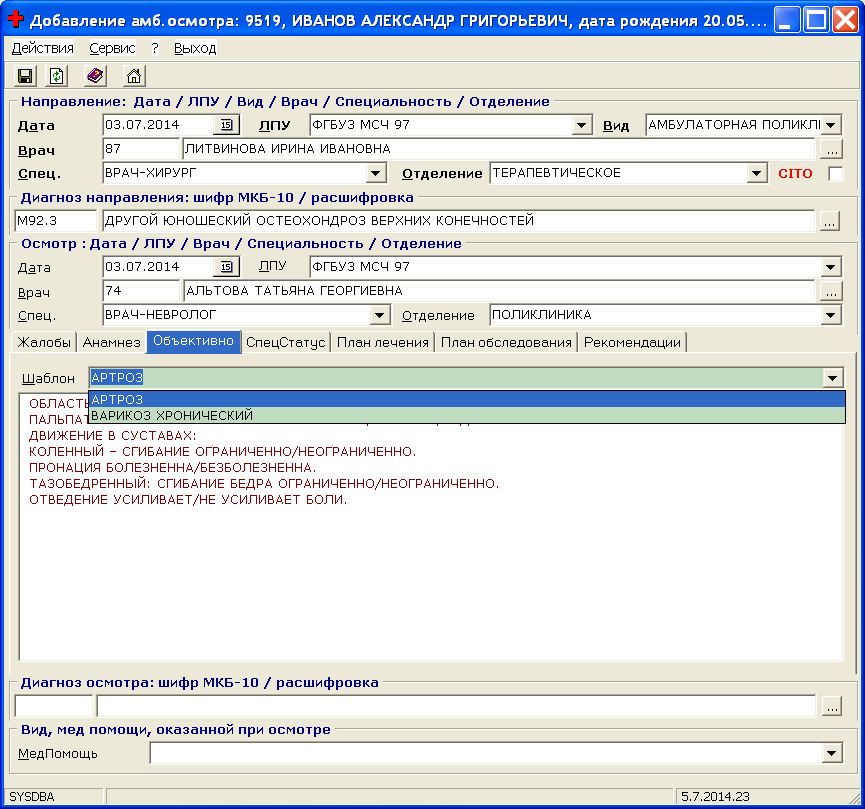 Добавление амб.осмотра: 9519, ИВАНОВ АЛЕКСАНДР ГРИГОРЬЕВИЧ, дата рождения 20.05....
Действия Сервис ? Выход
Направление: Дата / ЛПУ / Вид / Врач / Специальность / Отделение
Дата 03.07.2014 15 ЛПУ ФГБУЗ МСЧ 97 Вид АМБУЛАТОРНАЯ ПОЛИКЛИ
Врач 87 ЛИТВИНОВА ИРИНА ИВАНОВНА ...
Спец. ВРАЧ-ХИРУРГ Отделение ТЕРАПЕВТИЧЕСКОЕ CITO
Диагноз направления: шифр МКБ-10 / расшифровка
M92.3 ДРУГОЙ ЮНОШЕСКИЙ ОСТЕОХОНДРОЗ ВЕРХНИХ КОНЕЧНОСТЕЙ ...
Осмотр : Дата / ЛПУ / Врач / Специальность / Отделение
Дата 03.07.2014 15 ЛПУ ФГБУЗ МСЧ 97
Врач 74 АЛЬТОВА ТАТЬЯНА ГЕОРГИЕВНА ...
Спец. ВРАЧ-НЕВРОЛОГ Отделение ПОЛИКЛИНИКА
Жалобы Анамнез Объективно СпецСтатус План лечения План обследования Рекомендации
Шаблон АРТРОЗ
АРТРОЗ
ВАРИКОЗ ХРОНИЧЕСКИЙ
ОБЛАСТЬ
ПАЛЬПАТ
ДВИЖЕНИЕ В СУСТАВАХ:
КОЛЕННЫЙ - СГИБАНИЕ ОГРАНИЧЕННО/НЕОГРАНИЧЕННО.
ПРОНАЦИЯ БОЛЕЗНЕННА/БЕЗБОЛЕЗНЕННА.
ТАЗОБЕДРЕННЫЙ: СГИБАНИЕ БЕДРА ОГРАНИЧЕННО/НЕОГРАНИЧЕННО.
ОТВЕДЕНИЕ УСИЛИВАЕТ/НЕ УСИЛИВАЕТ БОЛИ.
Диагноз осмотра: шифр МКБ-10 / расшифровка
...
Вид, мед помощи, оказанной при осмотре
МедПомощь
SYSDBA 5.7.2014.23